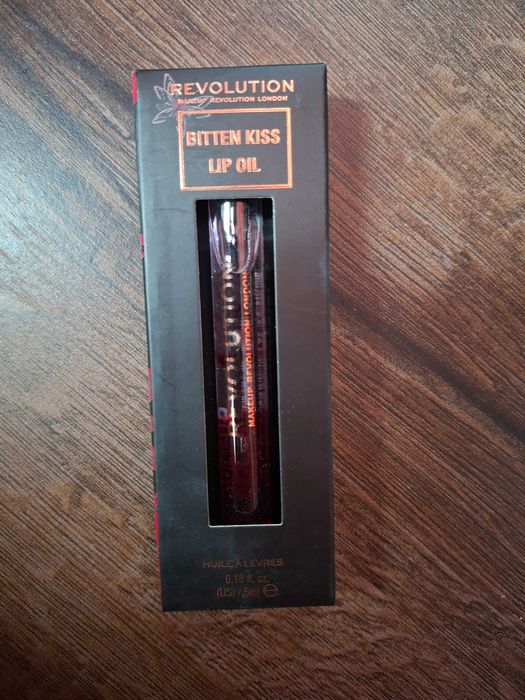 REVOLUTION
MAKEUP REVOLUTION LONDON
BITTEN KISS
LIP OIL
REVOLUTION
MAKEUP REVOLUTION LONDON
HUILE À LÈVRES
0.18 fl. oz.
(US) / 5ml e